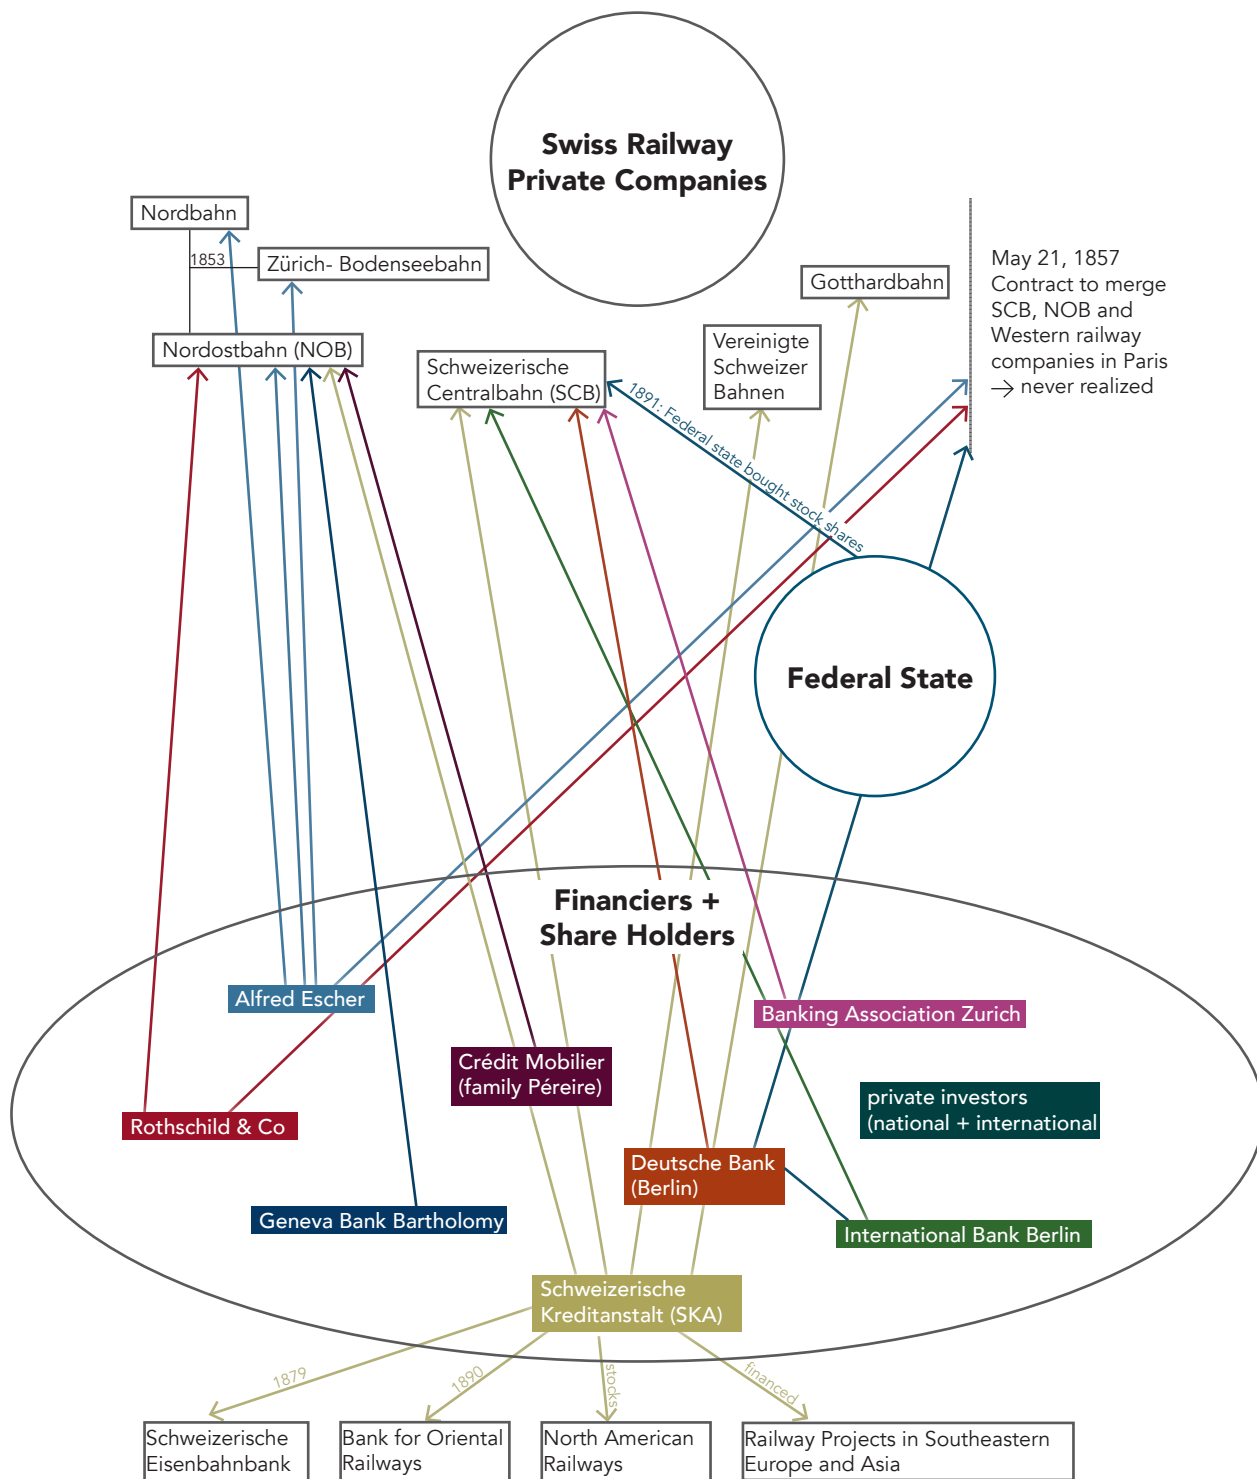 Swiss Railway
Private Companies
Nordbahn
1853
Zürich- Bodenseebahn
Nordostbahn (NOB)
Schweizerische
Centralbahn (SCB)
Vereinigte
Schweizer
Bahnen
Gotthardbahn
May 21, 1857
Contract to merge
SCB, NOB and
Western railway
companies in Paris
→ never realized
1891: Federal state bought stock shares
Federal State
Financiers +
Share Holders
Alfred Escher
Banking Association Zurich
Crédit Mobilier
(family Péreire)
private investors
(national + international
Rothschild & Co
Deutsche Bank
(Berlin)
Geneva Bank Bartholomy
International Bank Berlin
Schweizerische
Kreditanstalt (SKA)
1879
1890
stocks
financed
Schweizerische
Eisenbahnbank
Bank for Oriental
Railways
North American
Railways
Railway Projects in Southeastern
Europe and Asia